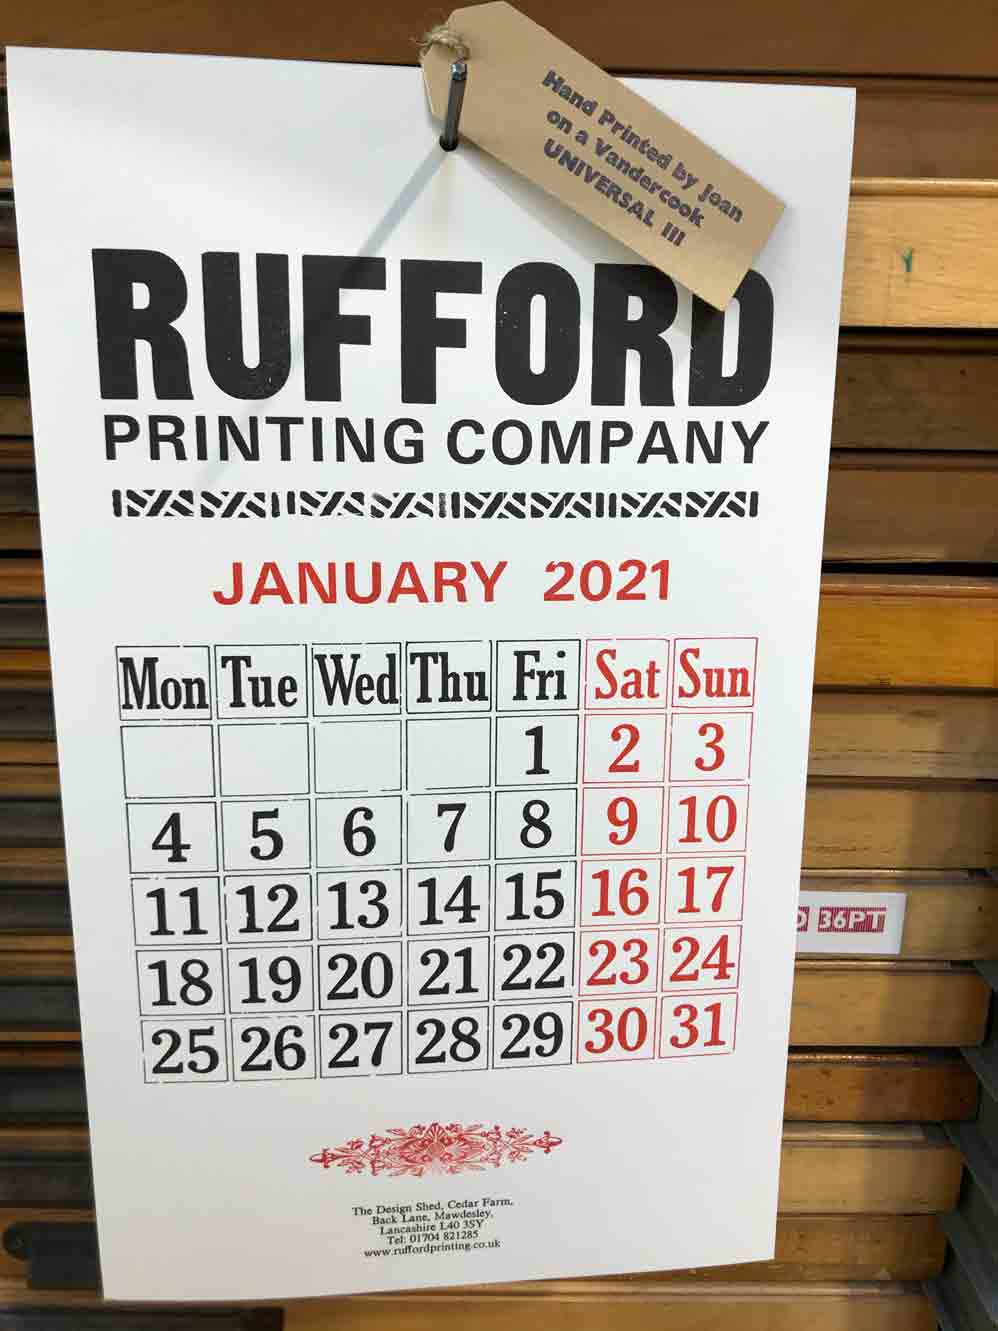 Hand Printed by Joan
on a Vandercook
UNIVERSAL III
RUFFORD
PRINTING COMPANY
JANUARY 2021
Mon Tue Wed Thu Fri Sat Sun
1 2 3
4 5 6 7 8 9 10
11 12 13 14 15 16 17
18 19 20 21 22 23 24
25 26 27 28 29 30 31
36PT
The Design Shed, Cedar Farm,
Back Lane, Mawdesley,
Lancashire L40 3SY
Tel: 01704 821285
www.ruffordprinting.co.uk